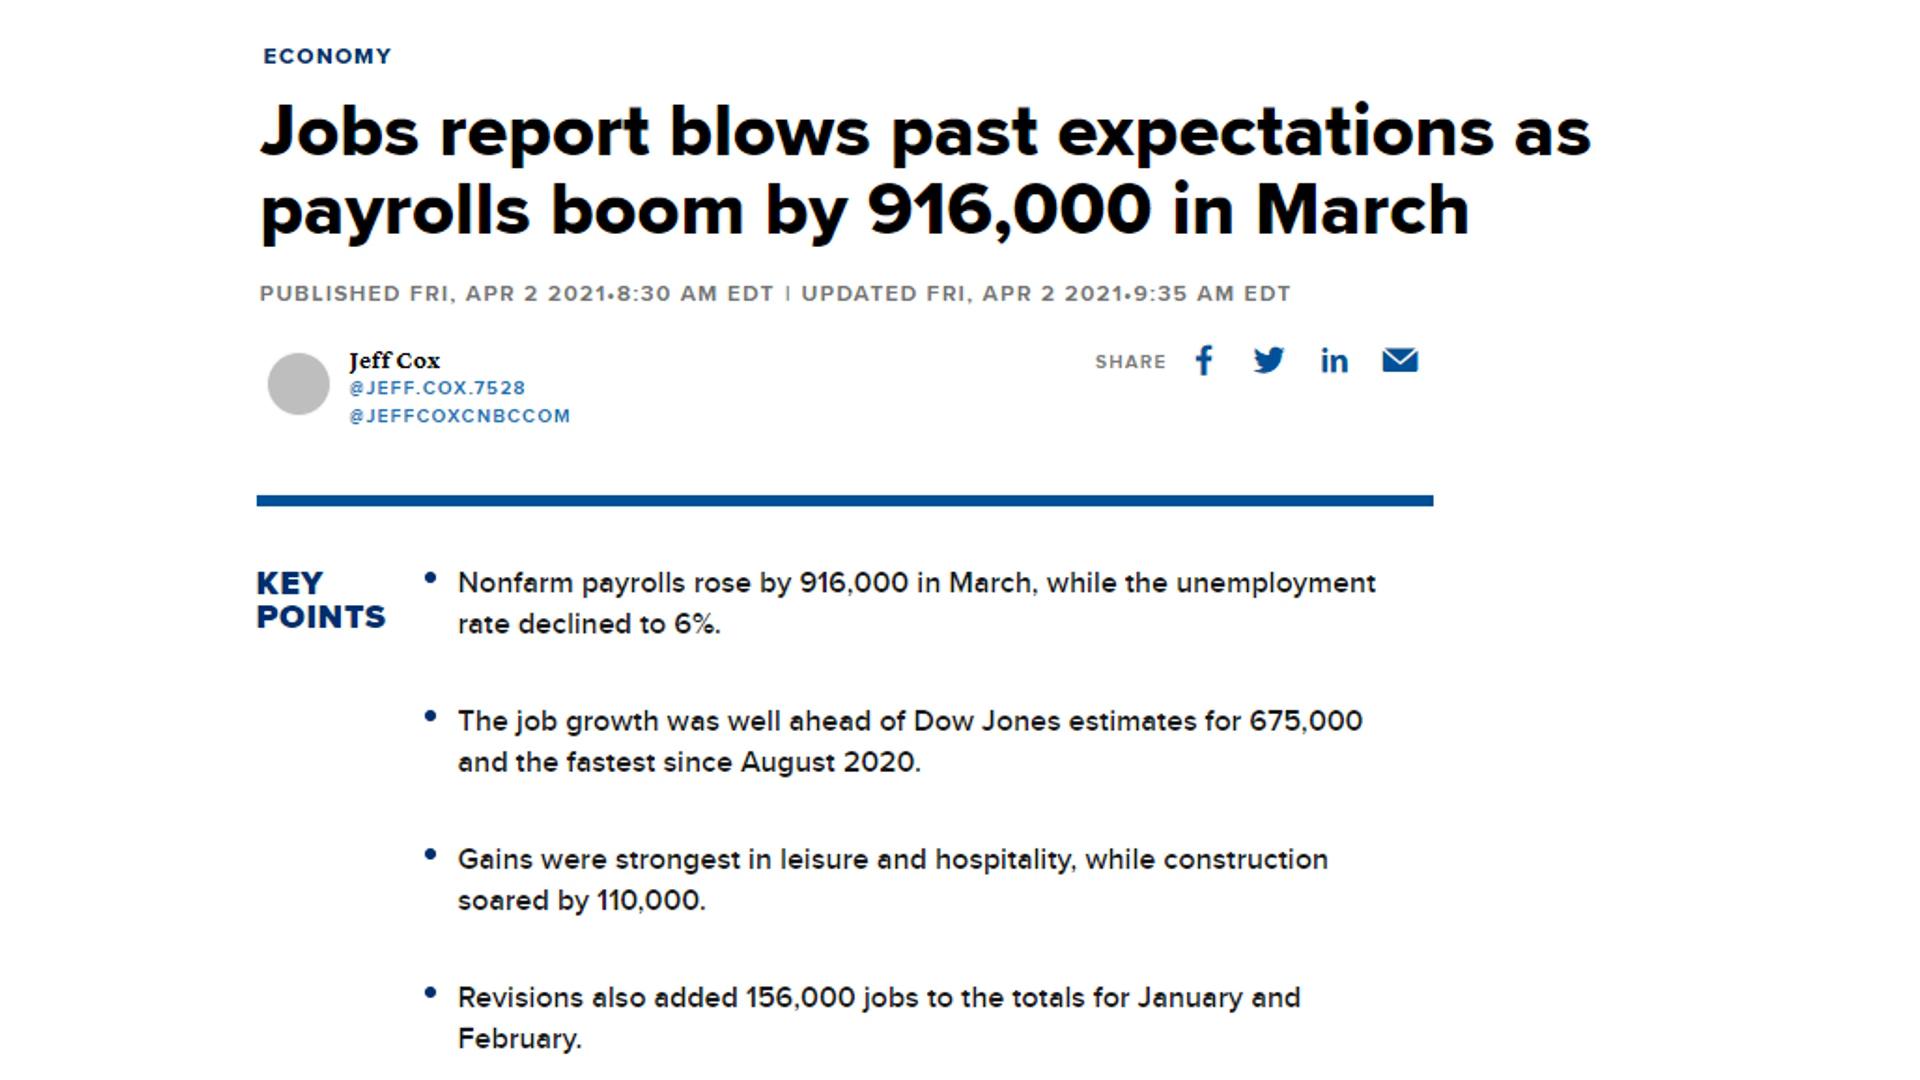 ECONOMY
Jobs report blows past expectations as
payrolls boom by 916,000 in March
PUBLISHED FRI, APR 2 2021•8:30 AM EDT | UPDATED FRI, APR 2 2021•9:35 AM EDT
Jeff Cox
@JEFF.COX.7528
@JEFFCOXCNBCCOM
SHARE
KEY
POINTS
• Nonfarm payrolls rose by 916,000 in March, while the unemployment
rate declined to 6%.
• The job growth was well ahead of Dow Jones estimates for 675,000
and the fastest since August 2020.
• Gains were strongest in leisure and hospitality, while construction
soared by 110,000.
• Revisions also added 156,000 jobs to the totals for January and
February.